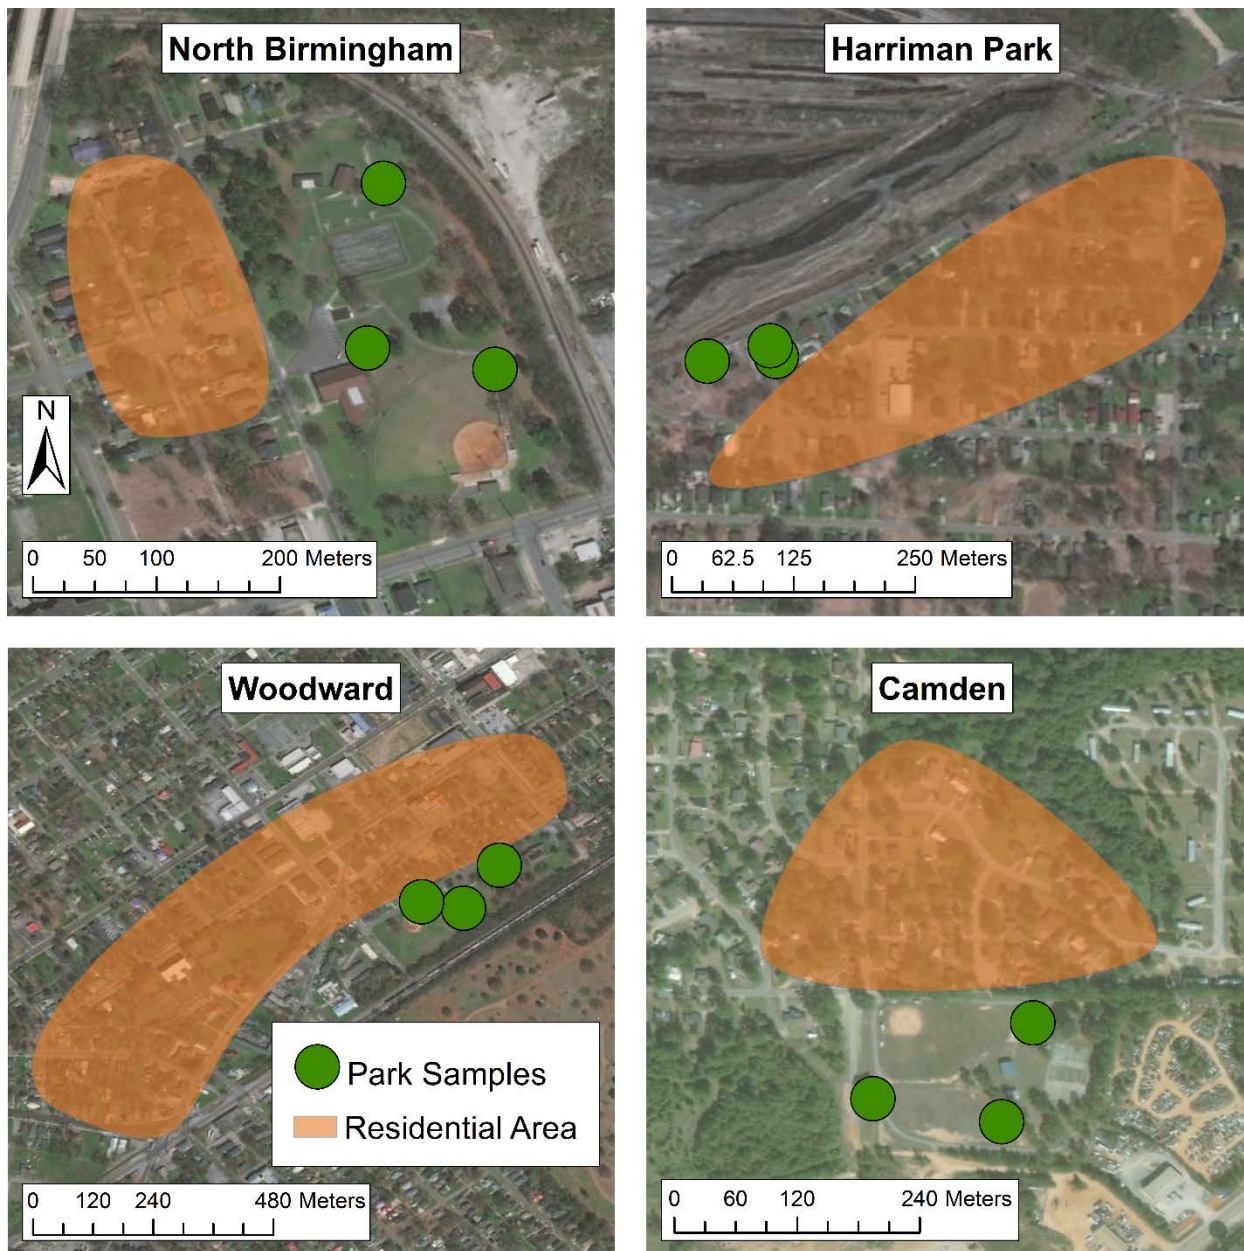 North Birmingham
N
0 50 100 200 Meters
Harriman Park
0 62.5 125 250 Meters
Woodward
Park Samples
Residential Area
0 120 240 480 Meters
Camden
0 60 120 240 Meters